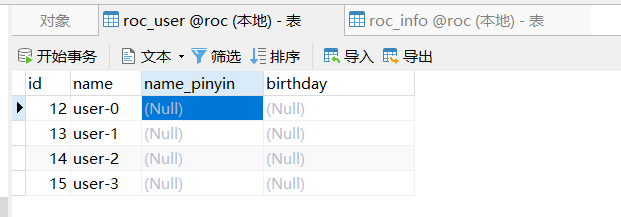 对象 roc_user @roc (本地) - 表 roc_info @roc (本地) - 表
开始事务 文本 筛选 排序 导入 导出
id name name_pinyin birthday
12 user-0 (Null) (Null)
13 user-1 (Null) (Null)
14 user-2 (Null) (Null)
15 user-3 (Null) (Null)